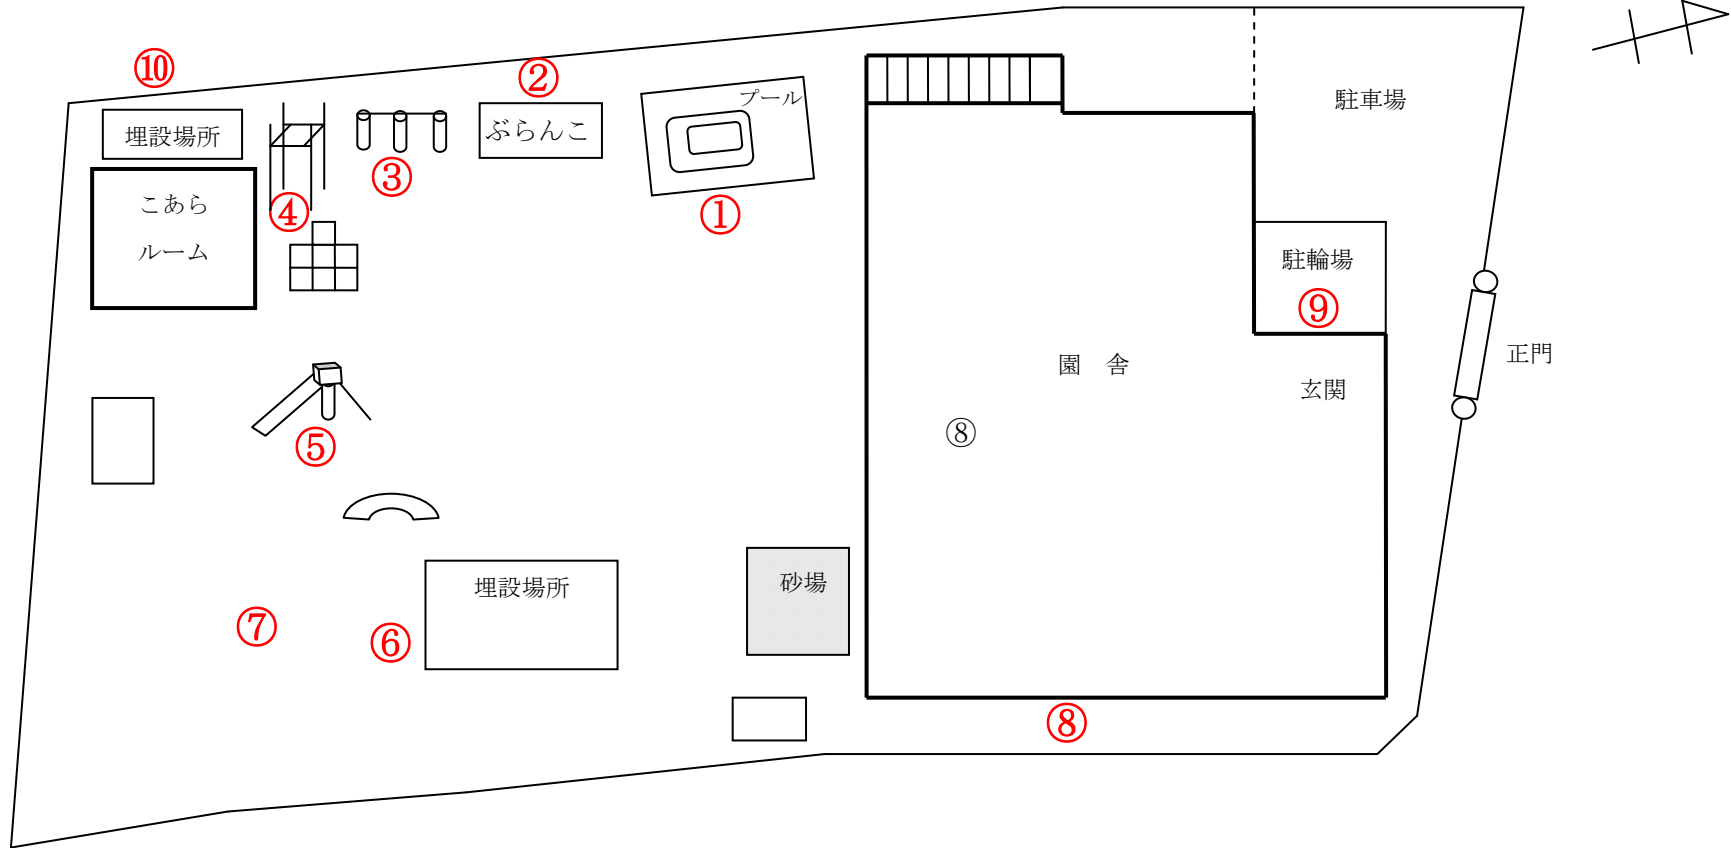 ⑩
②
プール
駐車場
埋設場所
ぶらんこ
③
①
こあら
ルーム
④
駐輪場
⑨
園　舎
正門
玄関
⑤
⑧
埋設場所
砂場
⑦
⑥
⑧